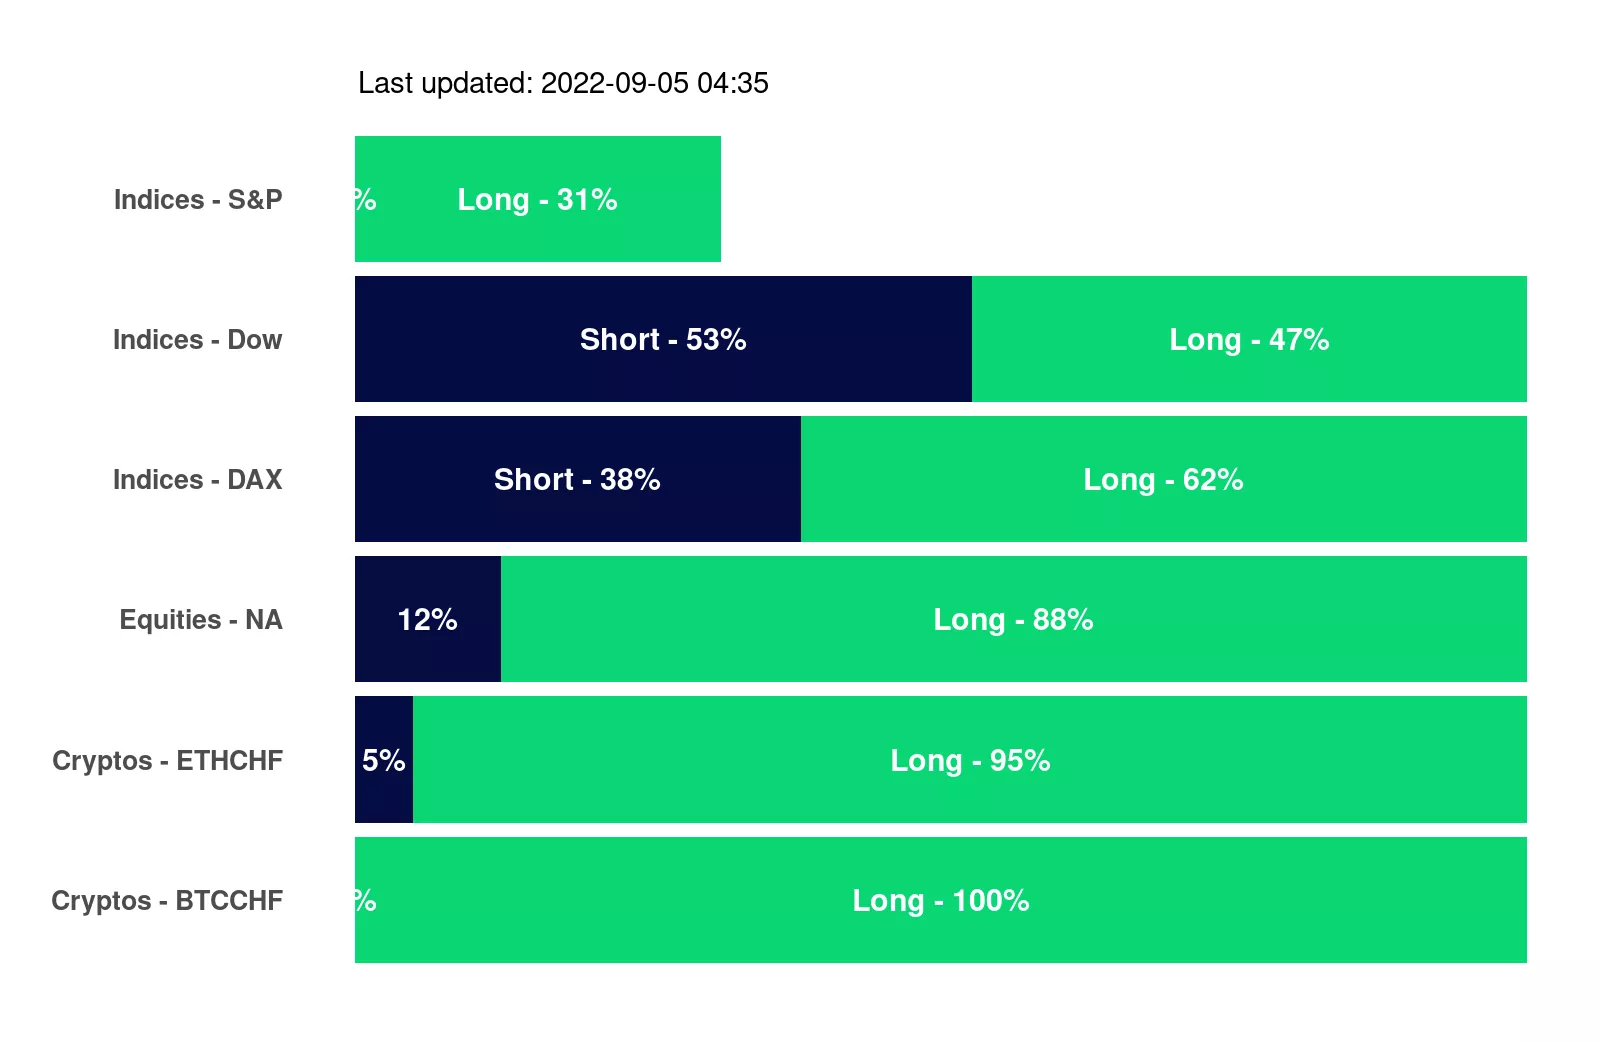 Last updated: 2022-09-05 04:35
Indices - S&P % Long - 31%
Indices - Dow Short - 53% Long - 47%
Indices - DAX Short - 38% Long - 62%
Equities - NA 12% Long - 88%
Cryptos - ETHCHF 5% Long - 95%
Cryptos - BTCCHF % Long - 100%